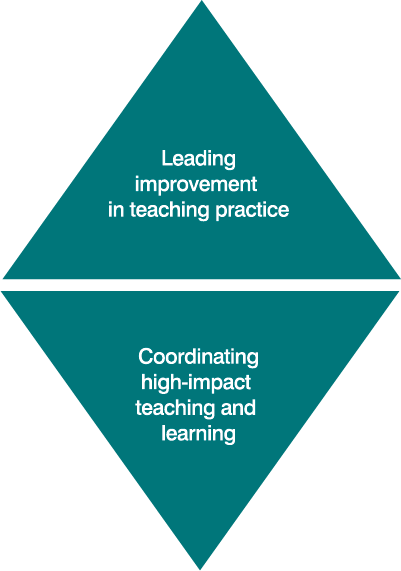 Leading
improvement
in teaching practice
Coordinating
high-impact
teaching and
learning